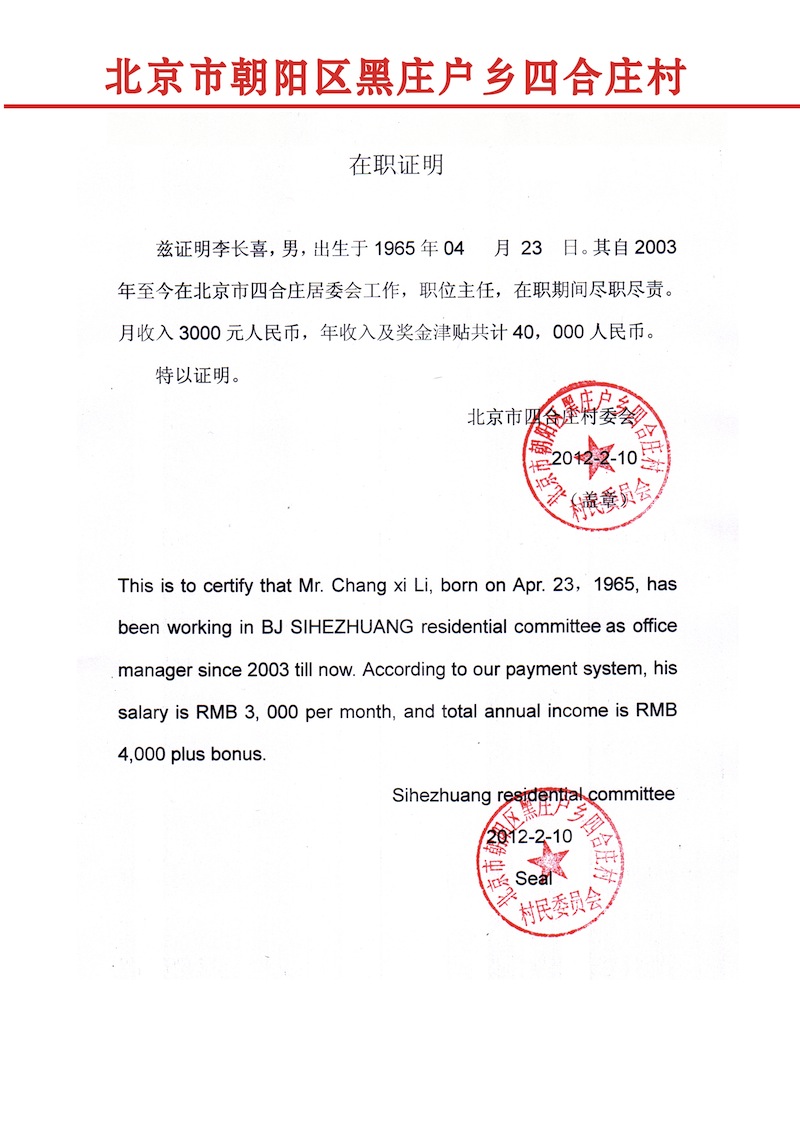 北京市朝阳区黑庄户乡四合庄村
在职证明
兹证明李长喜，男，出生于 1965 年 04 月 23 日。其自 2003
年至今在北京市四合庄居委会工作，职位主任，在职期间尽职尽责。
月收入 3000 元人民币，年收入及奖金津贴共计 40，000 人民币。
特以证明。
北京市四合庄村委会
2012-2-10
（盖章）
北京市朝阳区黑庄户乡四合庄村
村民委员会
This is to certify that Mr. Chang xi Li, born on Apr. 23，1965, has
been working in BJ SIHEZHUANG residential committee as office
manager since 2003 till now. According to our payment system, his
salary is RMB 3, 000 per month, and total annual income is RMB
4,000 plus bonus.
Sihezhuang residential committee
2012-2-10
Seal
北京市朝阳区黑庄户乡四合庄村
村民委员会